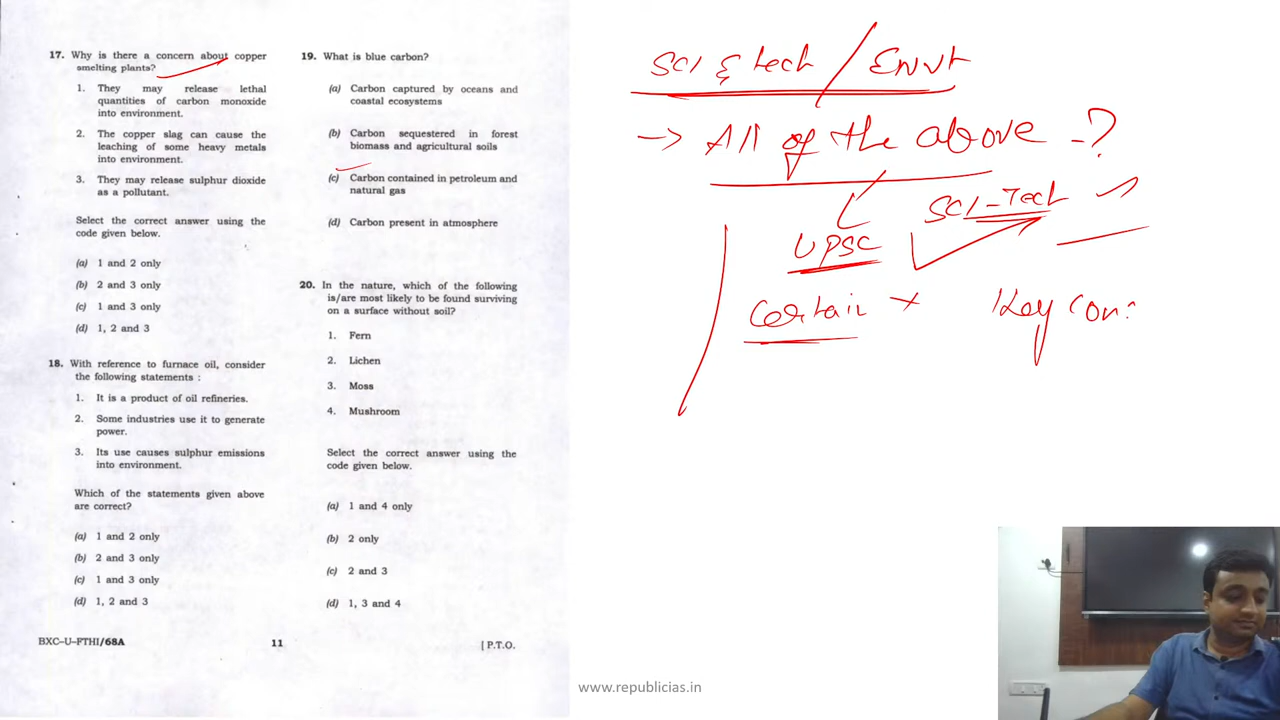 17. Why is there a concern about copper
smelting plants?
1. They may release lethal
quantities of carbon monoxide
into environment.
2. The copper slag can cause the
leaching of some heavy metals
into environment.
3. They may release sulphur dioxide
as a pollutant.
Select the correct answer using the
code given below.
(a) 1 and 2 only
(b) 2 and 3 only
(c) 1 and 3 only
(d) 1, 2 and 3
18. With reference to furnace oil, consider
the following statements :
1. It is a product of oil refineries.
2. Some industries use it to generate
power.
3. Its use causes sulphur emissions
into environment.
Which of the statements given above
are correct?
(a) 1 and 2 only
(b) 2 and 3 only
(c) 1 and 3 only
(d) 1, 2 and 3
BXC-U-FTHI/68A
11
19. What is blue carbon?
(a) Carbon captured by oceans and
coastal ecosystems
(b) Carbon sequestered in forest
biomass and agricultural soils
(c) Carbon contained in petroleum and
natural gas
(d) Carbon present in atmosphere
20. In the nature, which of the following
is/are most likely to be found surviving
on a surface without soil?
1. Fern
2. Lichen
3. Moss
4. Mushroom
Select the correct answer using the
code given below.
(a) 1 and 4 only
(b) 2 only
(c) 2 and 3
(d) 1, 3 and 4
[ P.T.O.
SCI & tech / Envt
→ All of the above -?
SCI-Tech
UPSC
Certain × Key con:
www.republicias.in